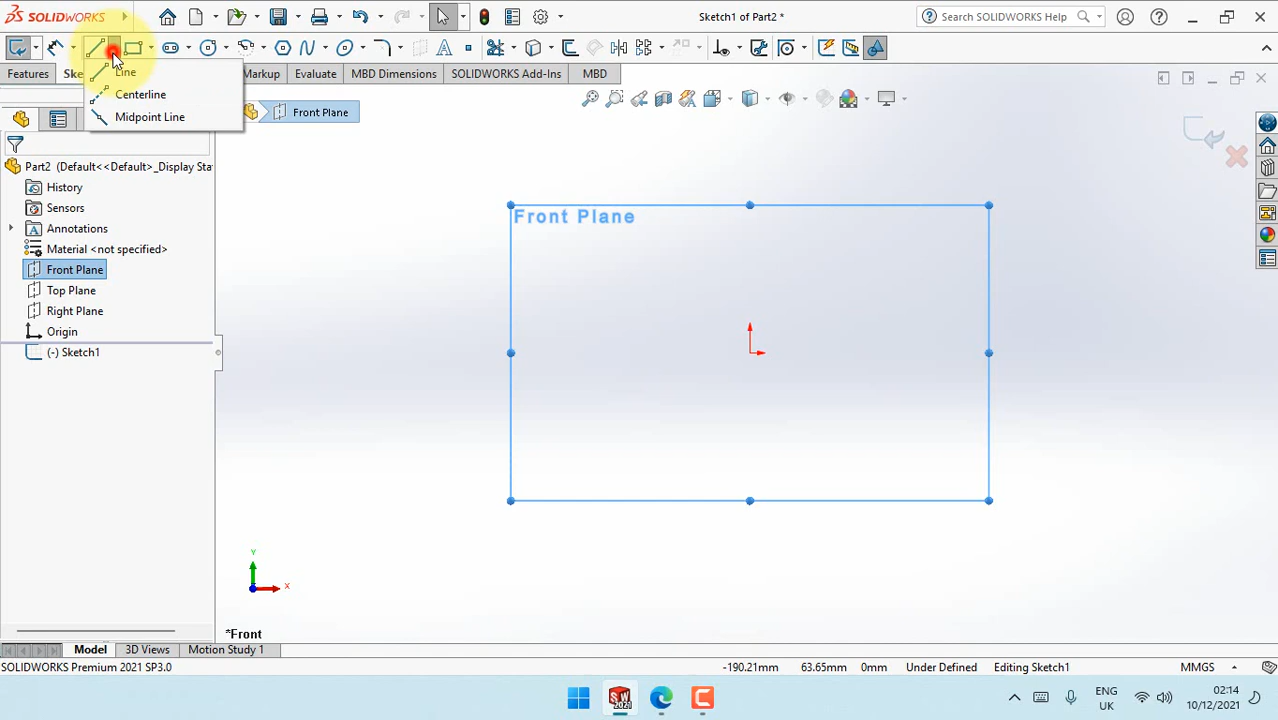 SOLIDWORKS
Sketch1 of Part2 *
Search SOLIDWORKS Help
Features
Ske
Markup
Evaluate
MBD Dimensions
SOLIDWORKS Add-Ins
MBD
Line
Centerline
Midpoint Line
Front Plane
Part2 (Default<<Default>_Display Sta
History
Sensors
Annotations
Material <not specified>
Front Plane
Top Plane
Right Plane
Origin
(-) Sketch1
Front Plane
Y
X
*Front
Model
3D Views
Motion Study 1
SOLIDWORKS Premium 2021 SP3.0
-190.21mm
63.65mm
0mm
Under Defined
Editing Sketch1
MMGS
ENG
UK
02:14
10/12/2021